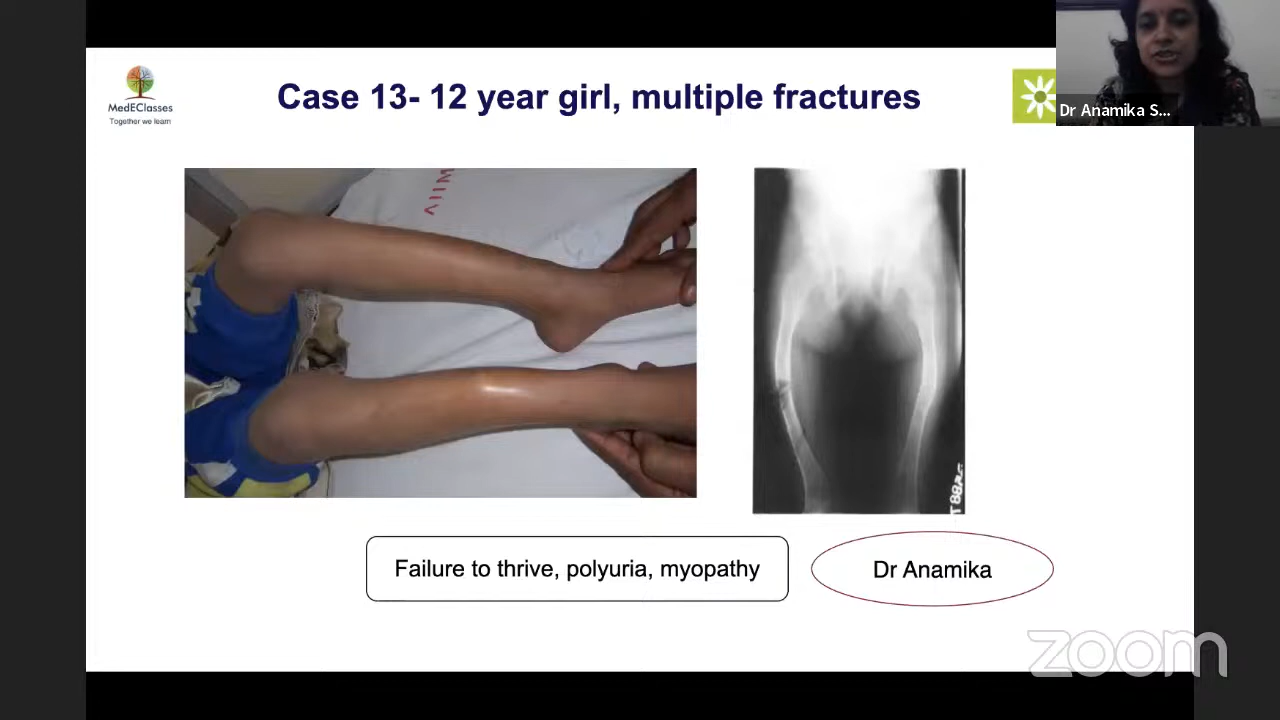 MedEClasses
Together we learn
Case 13- 12 year girl, multiple fractures
Dr Anamika S...
AIIM
Failure to thrive, polyuria, myopathy
Dr Anamika
zoom